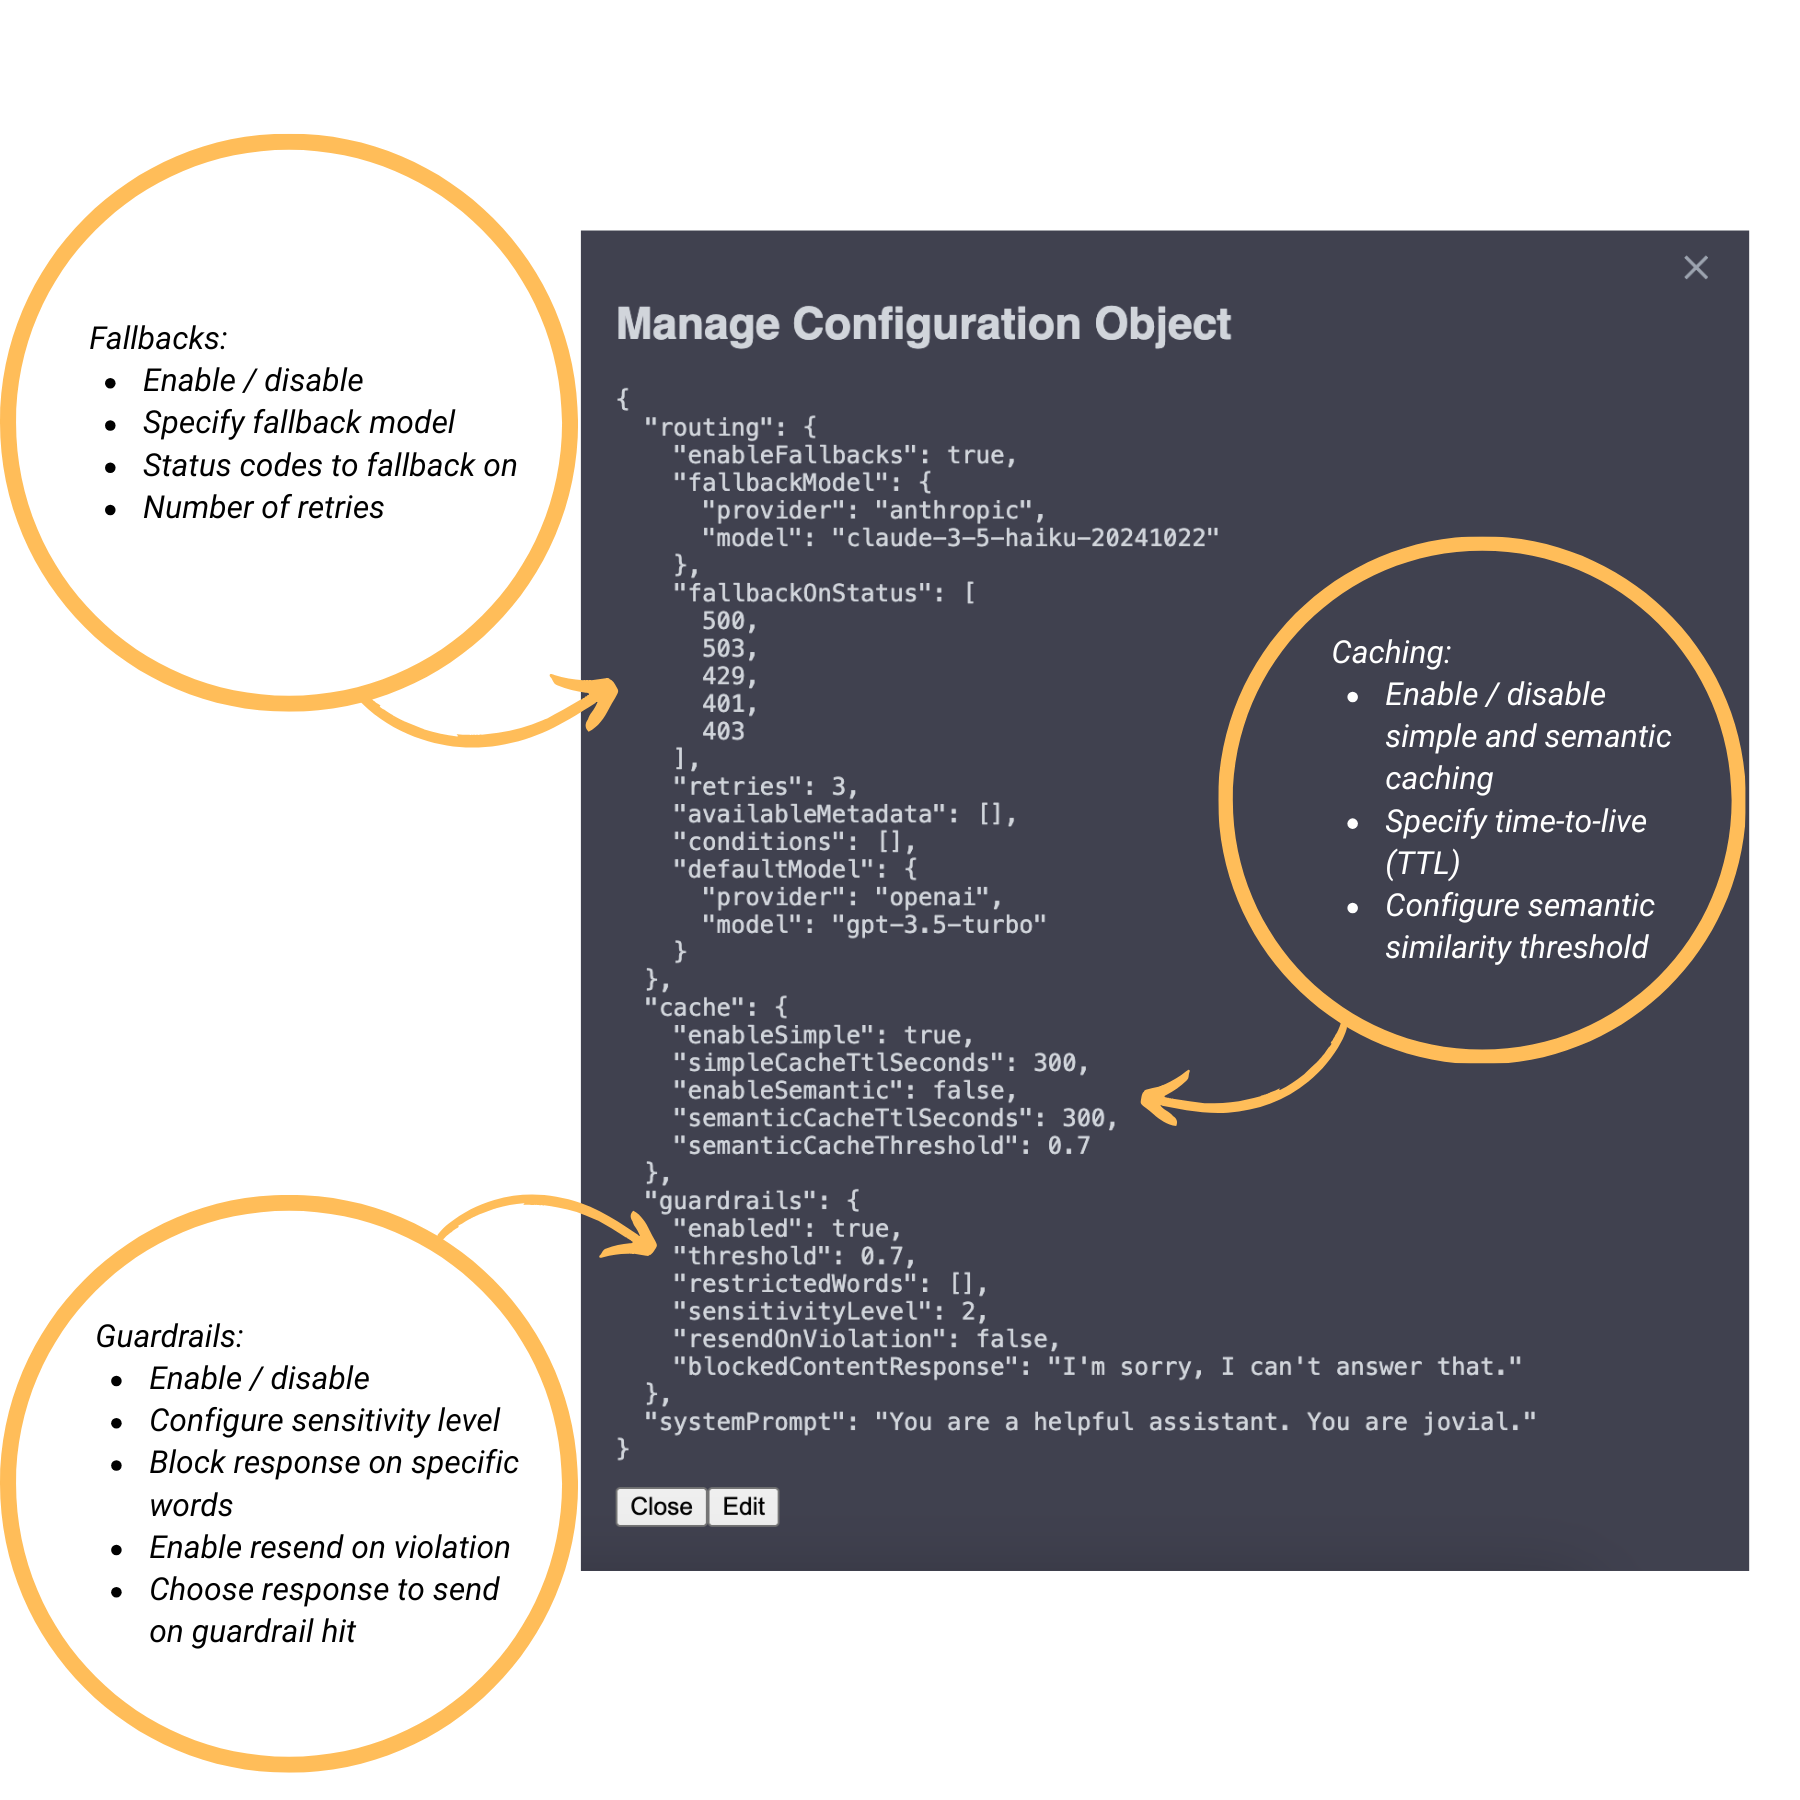 Fallbacks:
• Enable / disable
• Specify fallback model
• Status codes to fallback on
• Number of retries
Manage Configuration Object
{
  "routing": {
    "enableFallbacks": true,
    "fallbackModel": {
      "provider": "anthropic",
      "model": "claude-3-5-haiku-20241022"
    },
    "fallbackOnStatus": [
      500,
      503,
      429,
      401,
      403
    ],
    "retries": 3,
    "availableMetadata": [],
    "conditions": [],
    "defaultModel": {
      "provider": "openai",
      "model": "gpt-3.5-turbo"
    }
  },
  "cache": {
    "enableSimple": true,
    "simpleCacheTtlSeconds": 300,
    "enableSemantic": false,
    "semanticCacheTtlSeconds": 300,
    "semanticCacheThreshold": 0.7
  },
  "guardrails": {
    "enabled": true,
    "threshold": 0.7,
    "restrictedWords": [],
    "sensitivityLevel": 2,
    "resendOnViolation": false,
    "blockedContentResponse": "I'm sorry, I can't answer that."
  },
  "systemPrompt": "You are a helpful assistant. You are jovial."
}
Close Edit
Caching:
• Enable / disable
simple and semantic
caching
• Specify time-to-live
(TTL)
• Configure semantic
similarity threshold
Guardrails:
• Enable / disable
• Configure sensitivity level
• Block response on specific
words
• Enable resend on violation
• Choose response to send
on guardrail hit